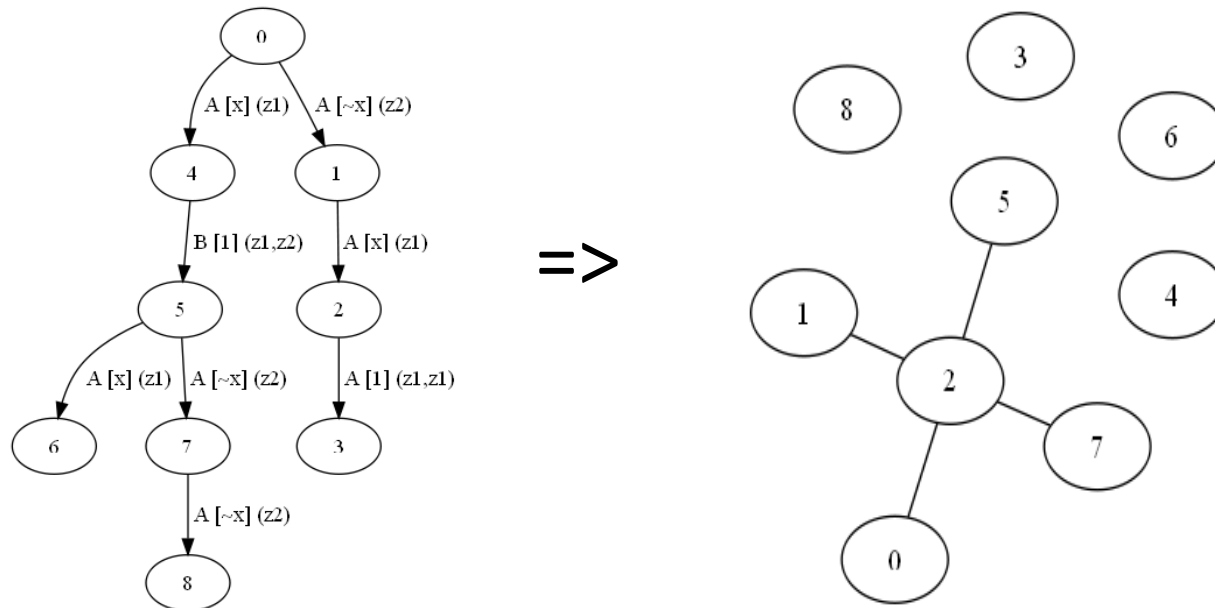 0
A [x] (z1)
A [~x] (z2)
4
1
B [1] (z1,z2)
A [x] (z1)
5
2
A [x] (z1)
A [~x] (z2)
A [1] (z1,z1)
6
7
3
A [~x] (z2)
8
=>
3
8
6
5
4
1
2
7
0